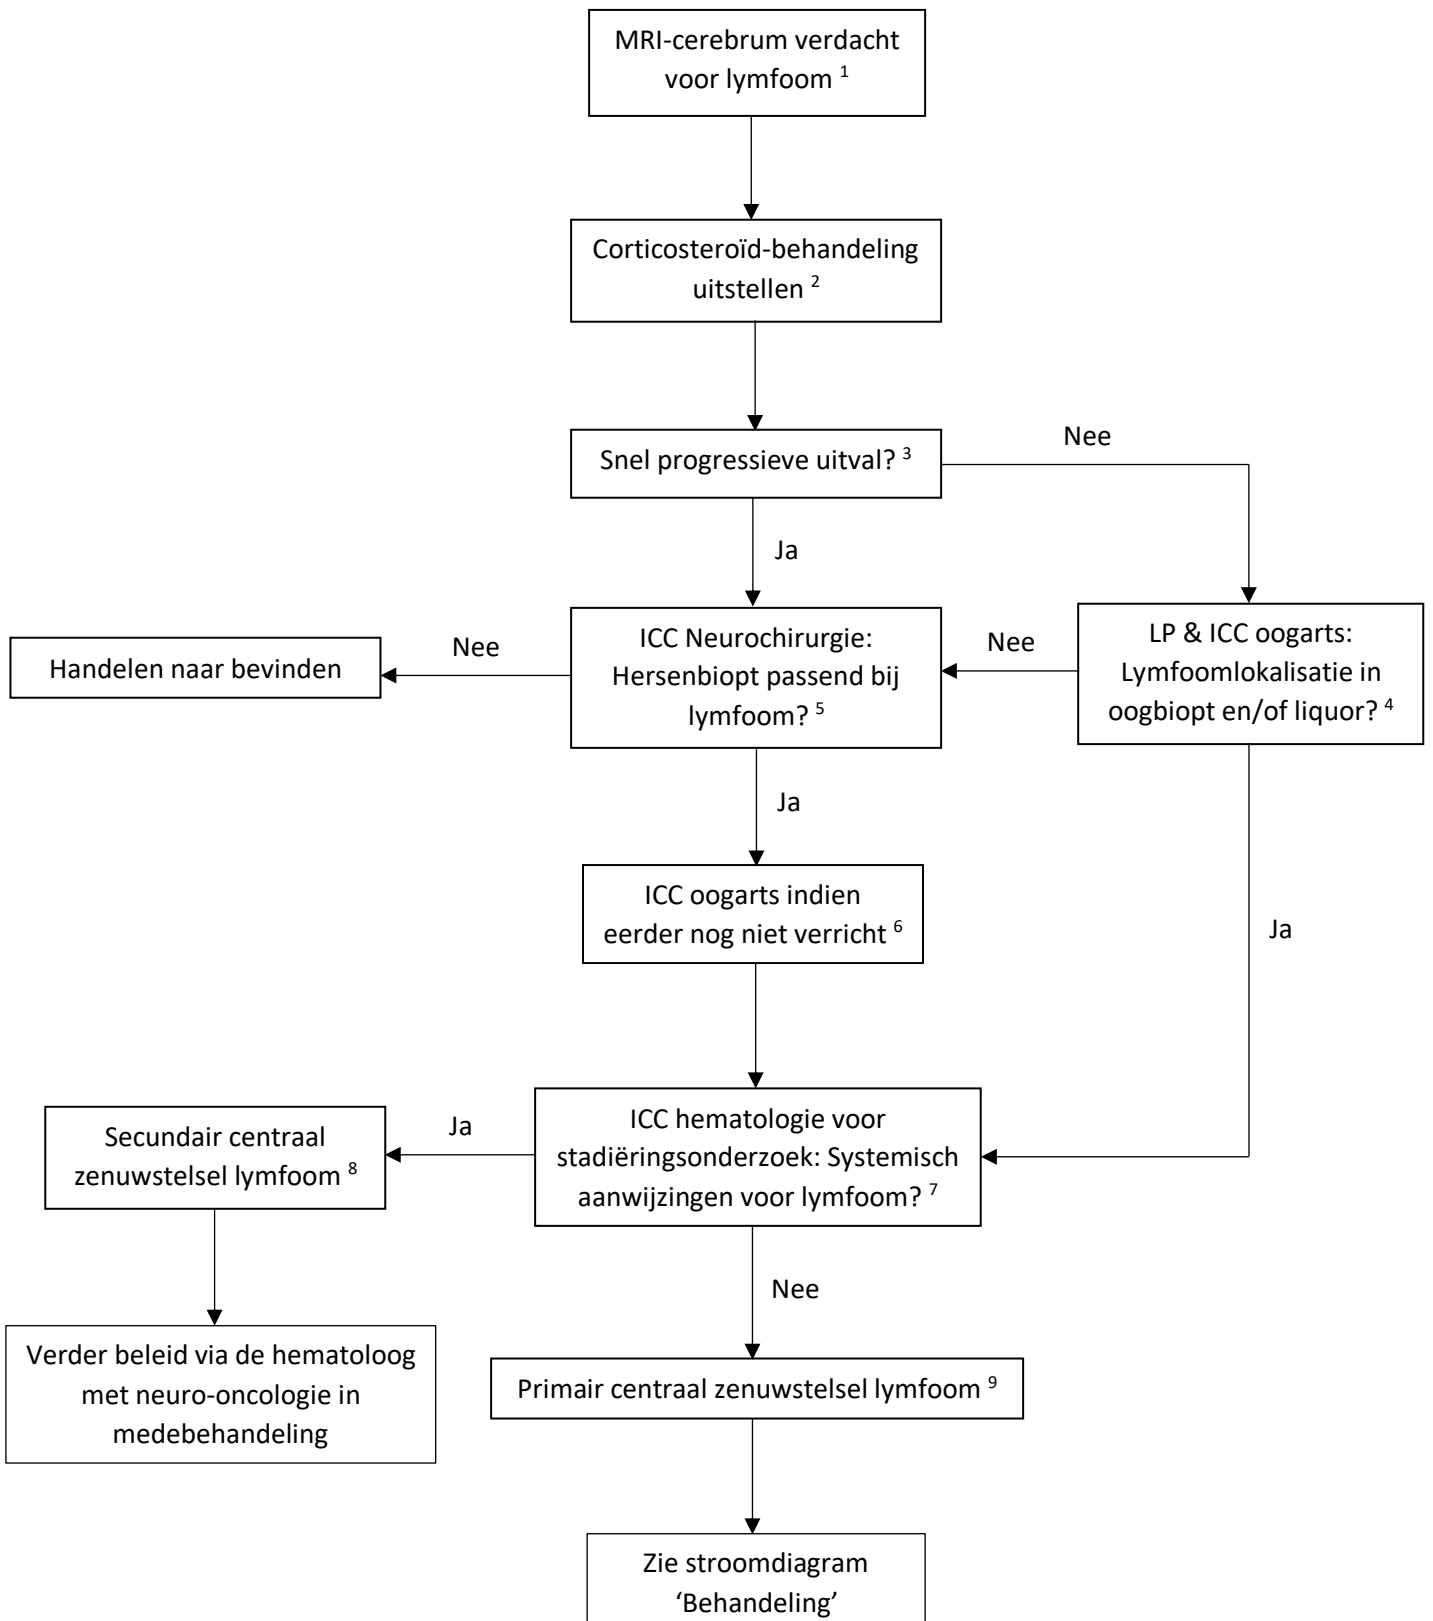 MRI-cerebrum verdacht
voor lymfoom ¹
Corticosteroïd-behandeling
uitstellen ²
Snel progressieve uitval? ³
Nee
Ja
ICC Neurochirurgie:
Hersenbiopt passend bij
lymfoom? ⁵
Nee
Handelen naar bevinden
Nee
LP & ICC oogarts:
Lymfoomlokalisatie in
oogbiopt en/of liquor? ⁴
Ja
Ja
ICC oogarts indien
eerder nog niet verricht ⁶
ICC hematologie voor
stadiëringsonderzoek: Systemisch
aanwijzingen voor lymfoom? ⁷
Ja
Secundair centraal
zenuwstelsel lymfoom ⁸
Verder beleid via de hematoloog
met neuro-oncologie in
medebehandeling
Nee
Primair centraal zenuwstelsel lymfoom ⁹
Zie stroomdiagram
‘Behandeling’